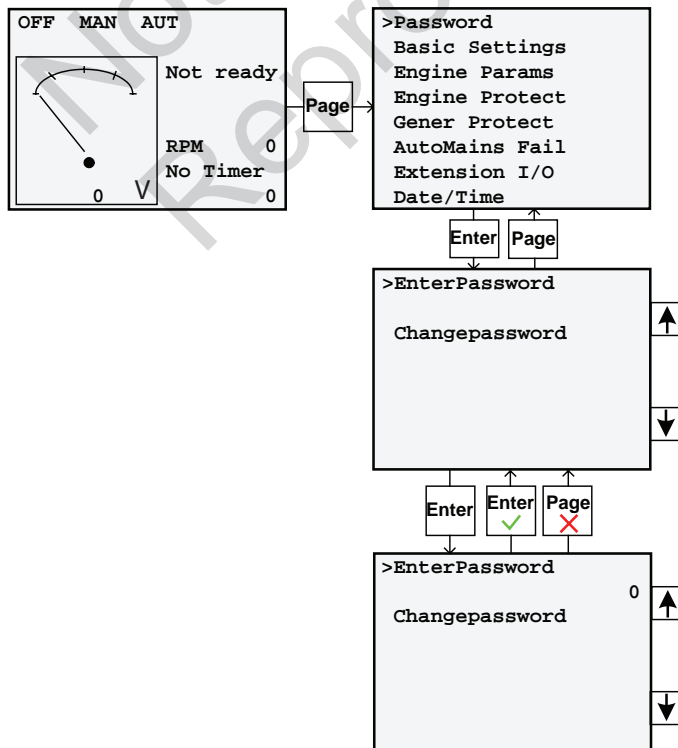 OFF MAN AUT
Not ready
RPM 0
No Timer
0 V 0
Page
>Password
Basic Settings
Engine Params
Engine Protect
Gener Protect
AutoMains Fail
Extension I/O
Date/Time
Enter Page
>EnterPassword
Changepassword
Enter Enter Page
>EnterPassword
0
Changepassword